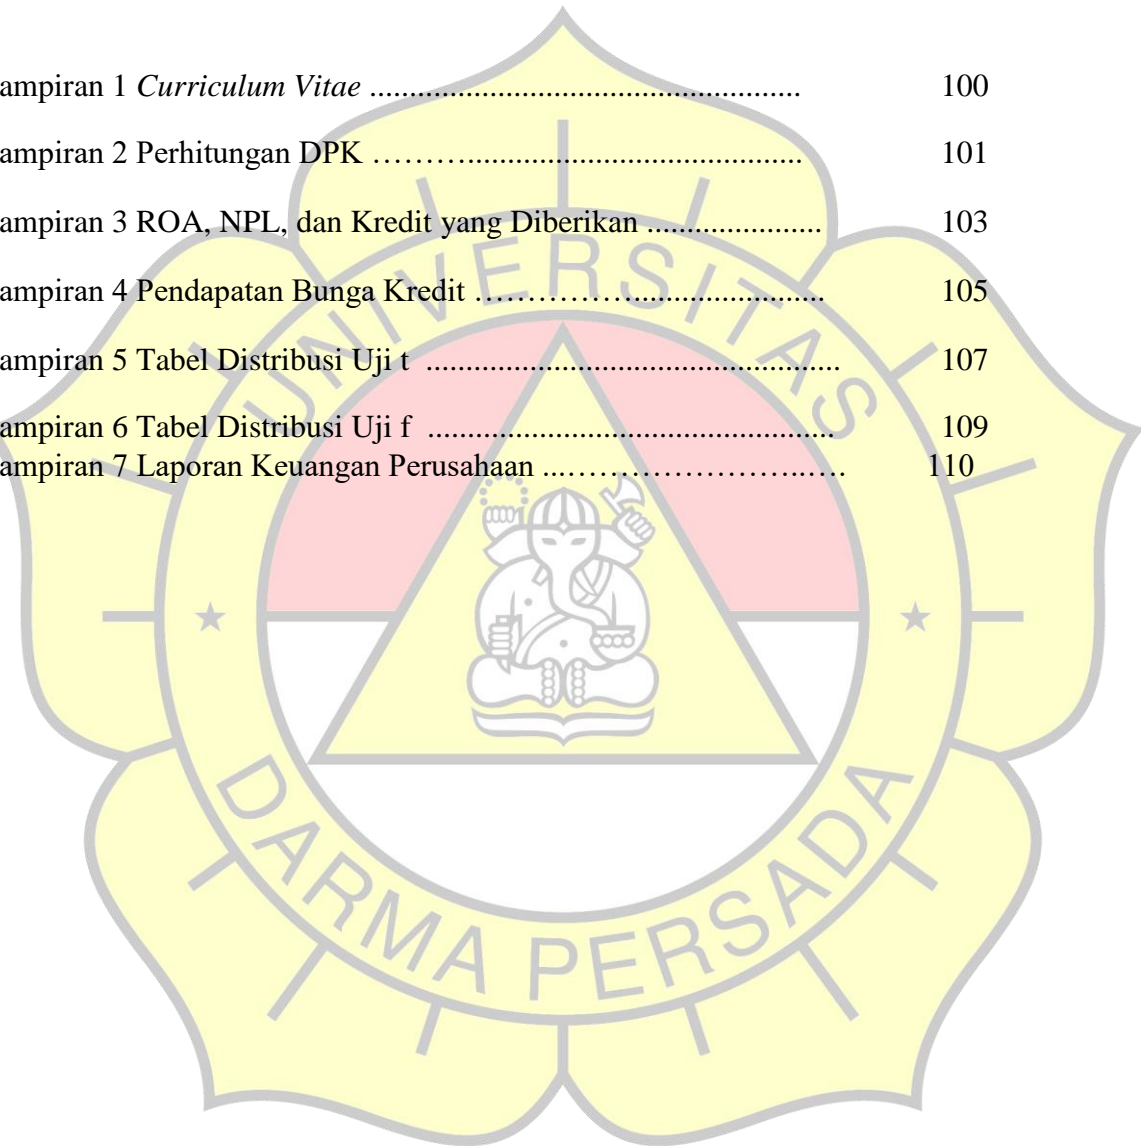 ampiran 1 Curriculum Vitae ...................................................... 100
ampiran 2 Perhitungan DPK ………........................................... 101
ampiran 3 ROA, NPL, dan Kredit yang Diberikan ...................... 103
ampiran 4 Pendapatan Bunga Kredit ……………........................ 105
ampiran 5 Tabel Distribusi Uji t .................................................... 107
ampiran 6 Tabel Distribusi Uji f ................................................... 109
ampiran 7 Laporan Keuangan Perusahaan ...……………………..…. 110
UNIVERSITAS
DARMA PERSADA